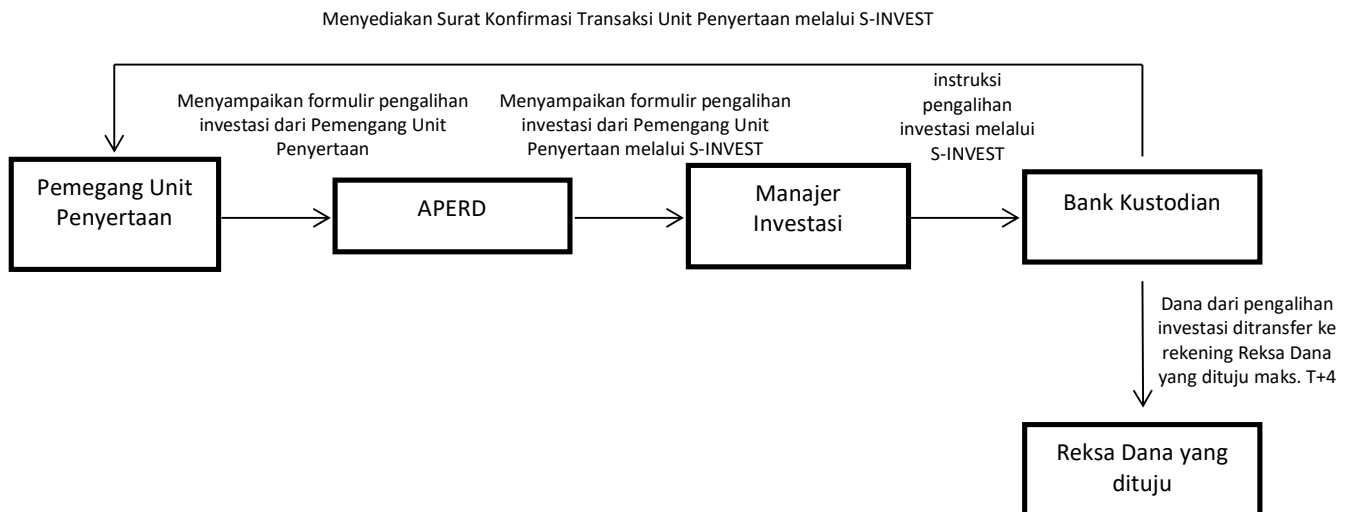 Menyediakan Surat Konfirmasi Transaksi Unit Penyertaan melalui S-INVEST
Menyampaikan formulir pengalihan
investasi dari Pemengang Unit
Penyertaan
Menyampaikan formulir pengalihan
investasi dari Pemengang Unit
Penyertaan melalui S-INVEST
instruksi
pengalihan
investasi melalui
S-INVEST
Pemegang Unit
Penyertaan
APERD
Manajer
Investasi
Bank Kustodian
Dana dari pengalihan
investasi ditransfer ke
rekening Reksa Dana
yang dituju maks. T+4
Reksa Dana yang
dituju